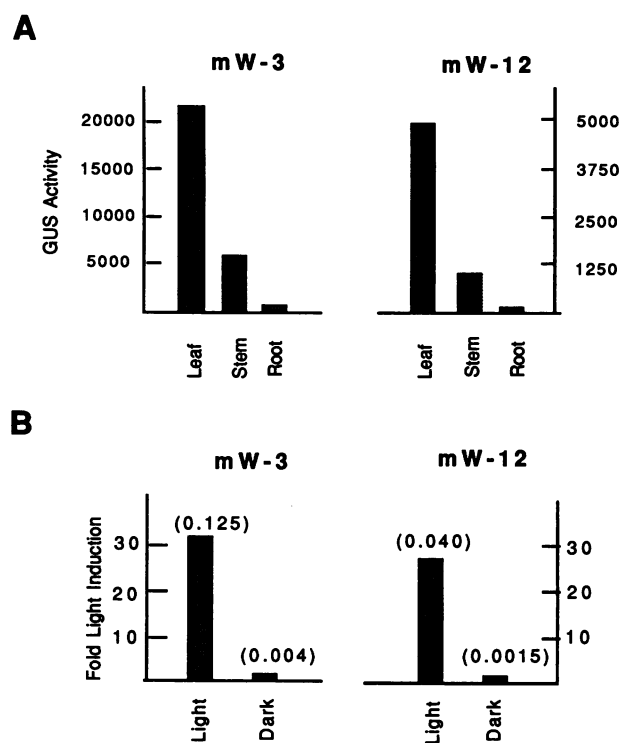 A
mW-3
mW-12
GUS Activity
20000
15000
10000
5000
5000
3750
2500
1250
Leaf
Stem
Root
Leaf
Stem
Root
B
mW-3
mW-12
Fold Light Induction
30
20
10
(0.125)
(0.004)
(0.040)
(0.0015)
30
20
10
Light
Dark
Light
Dark